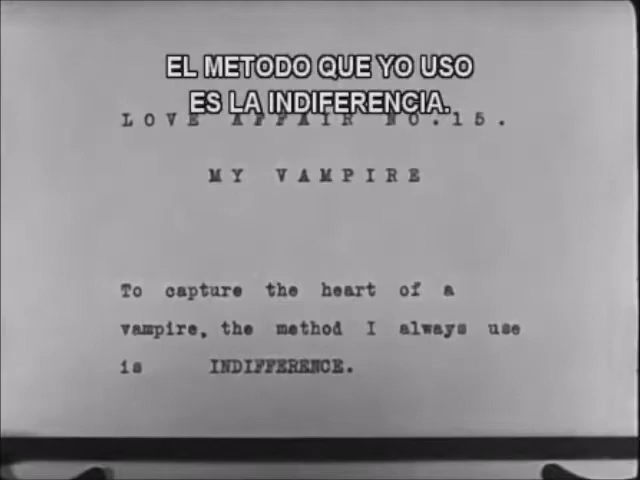 EL METODO QUE YO USO
ES LA INDIFERENCIA.
LOVE AFFAIR NO.15.
MY VAMPIRE
To capture the heart of a
vampire, the method I always use
is INDIFFERENCE.